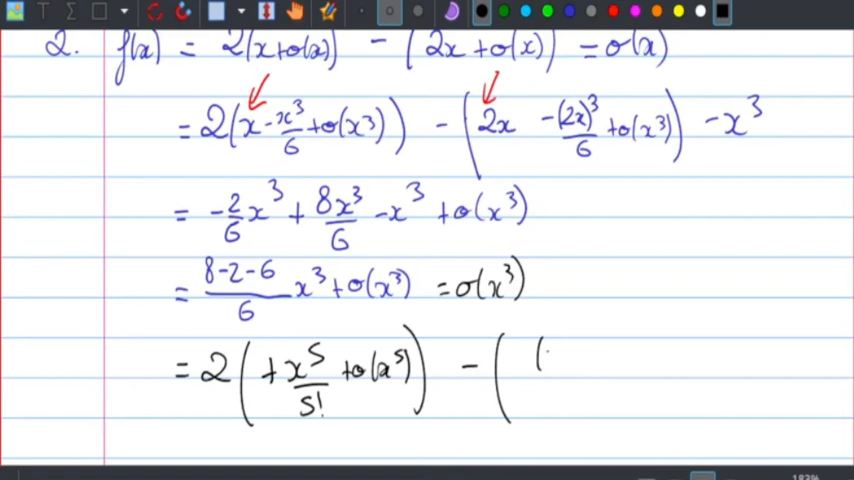 2. f(x) = 2(x+o(x)) - (2x+o(x)) = o(x)
= 2(x - x³/6 + o(x³)) - (2x - (2x)³/6 + o(x³)) - x³
= -2/6 x³ + 8x³/6 - x³ + o(x³)
= 8-2-6/6 x³ + o(x³) = o(x³)
= 2( + x⁵/5! + o(x⁵)) - ( (
183%